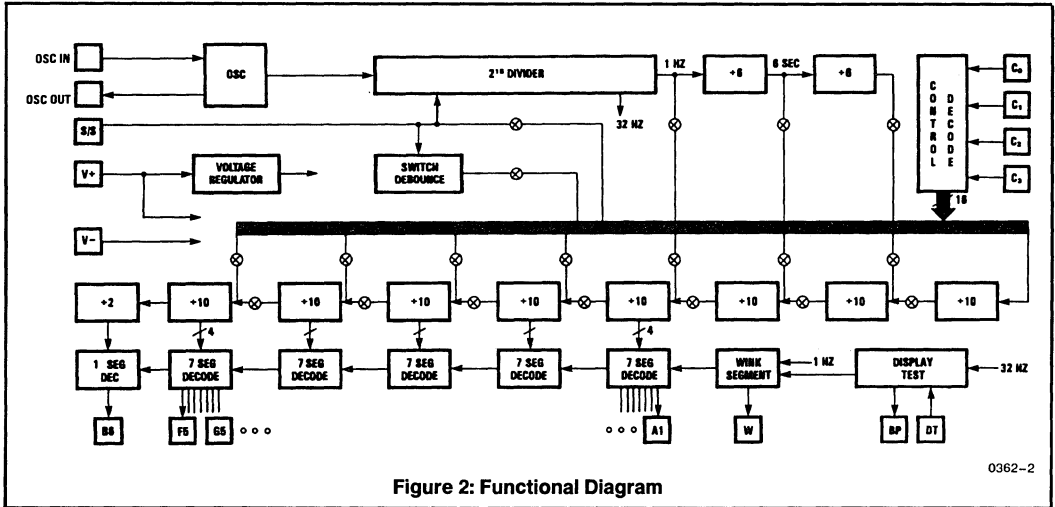 OSC IN
OSC OUT
OSC
DIVIDER
1 HZ
÷6
6 SEC
÷6
CONTROL DECODE
C₀
C₁
C₂
C₃
16
32 HZ
S/S
SWITCH
DEBOUNCE
V+
VOLTAGE
REGULATOR
V−
÷2
÷10
÷10
÷10
÷10
÷10
÷10
÷10
÷10
4
4
1 SEG
DEC
7 SEG
DECODE
7 SEG
DECODE
7 SEG
DECODE
7 SEG
DECODE
7 SEG
DECODE
WINK
SEGMENT
1 HZ
DISPLAY
TEST
32 HZ
B6
F5
G5
A1
W
BP
DT
0362–2
Figure 2: Functional Diagram